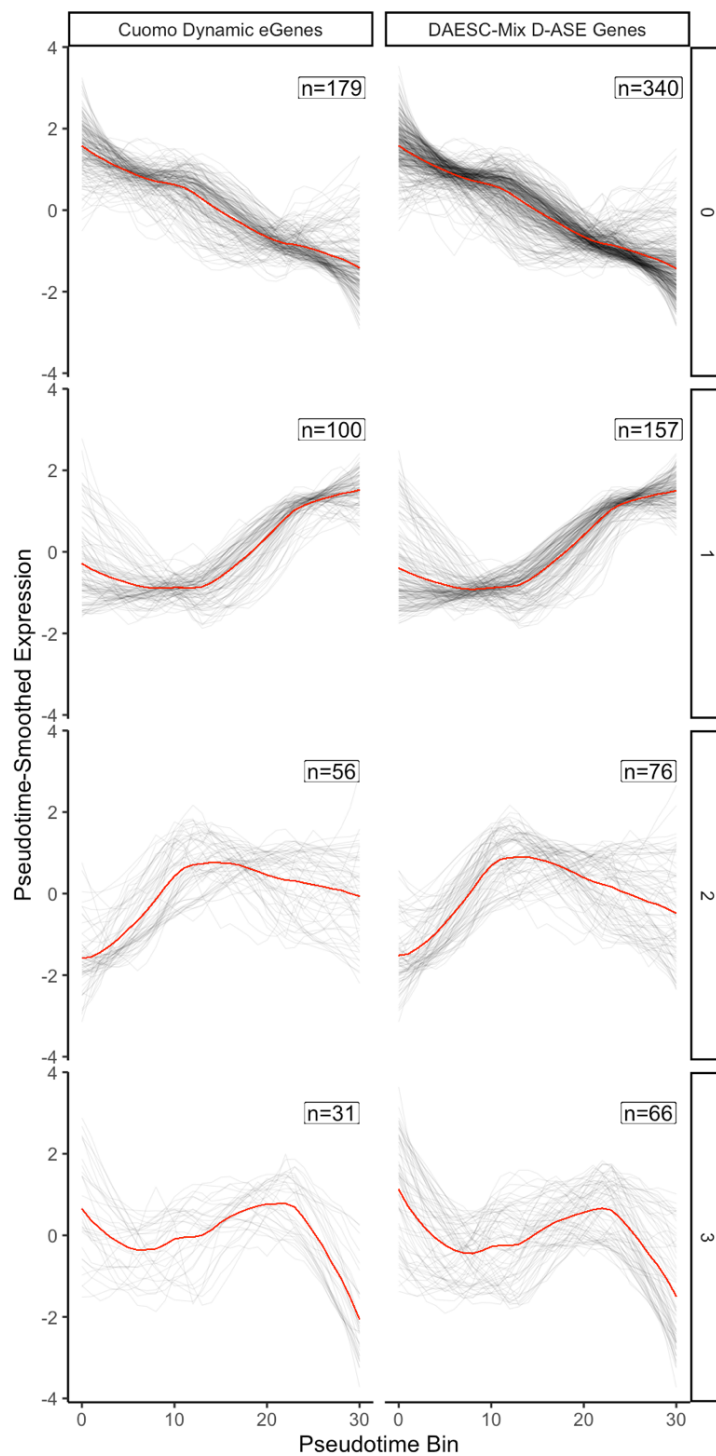 Cuomo Dynamic eGenes
DAESC-Mix D-ASE Genes
4
2
0
-2
-4
n=179
n=340
0
4
2
0
-2
-4
n=100
n=157
1
Pseudotime-Smoothed Expression
4
2
0
-2
-4
n=56
n=76
2
4
2
0
-2
-4
n=31
n=66
3
0 10 20 30
0 10 20 30
Pseudotime Bin